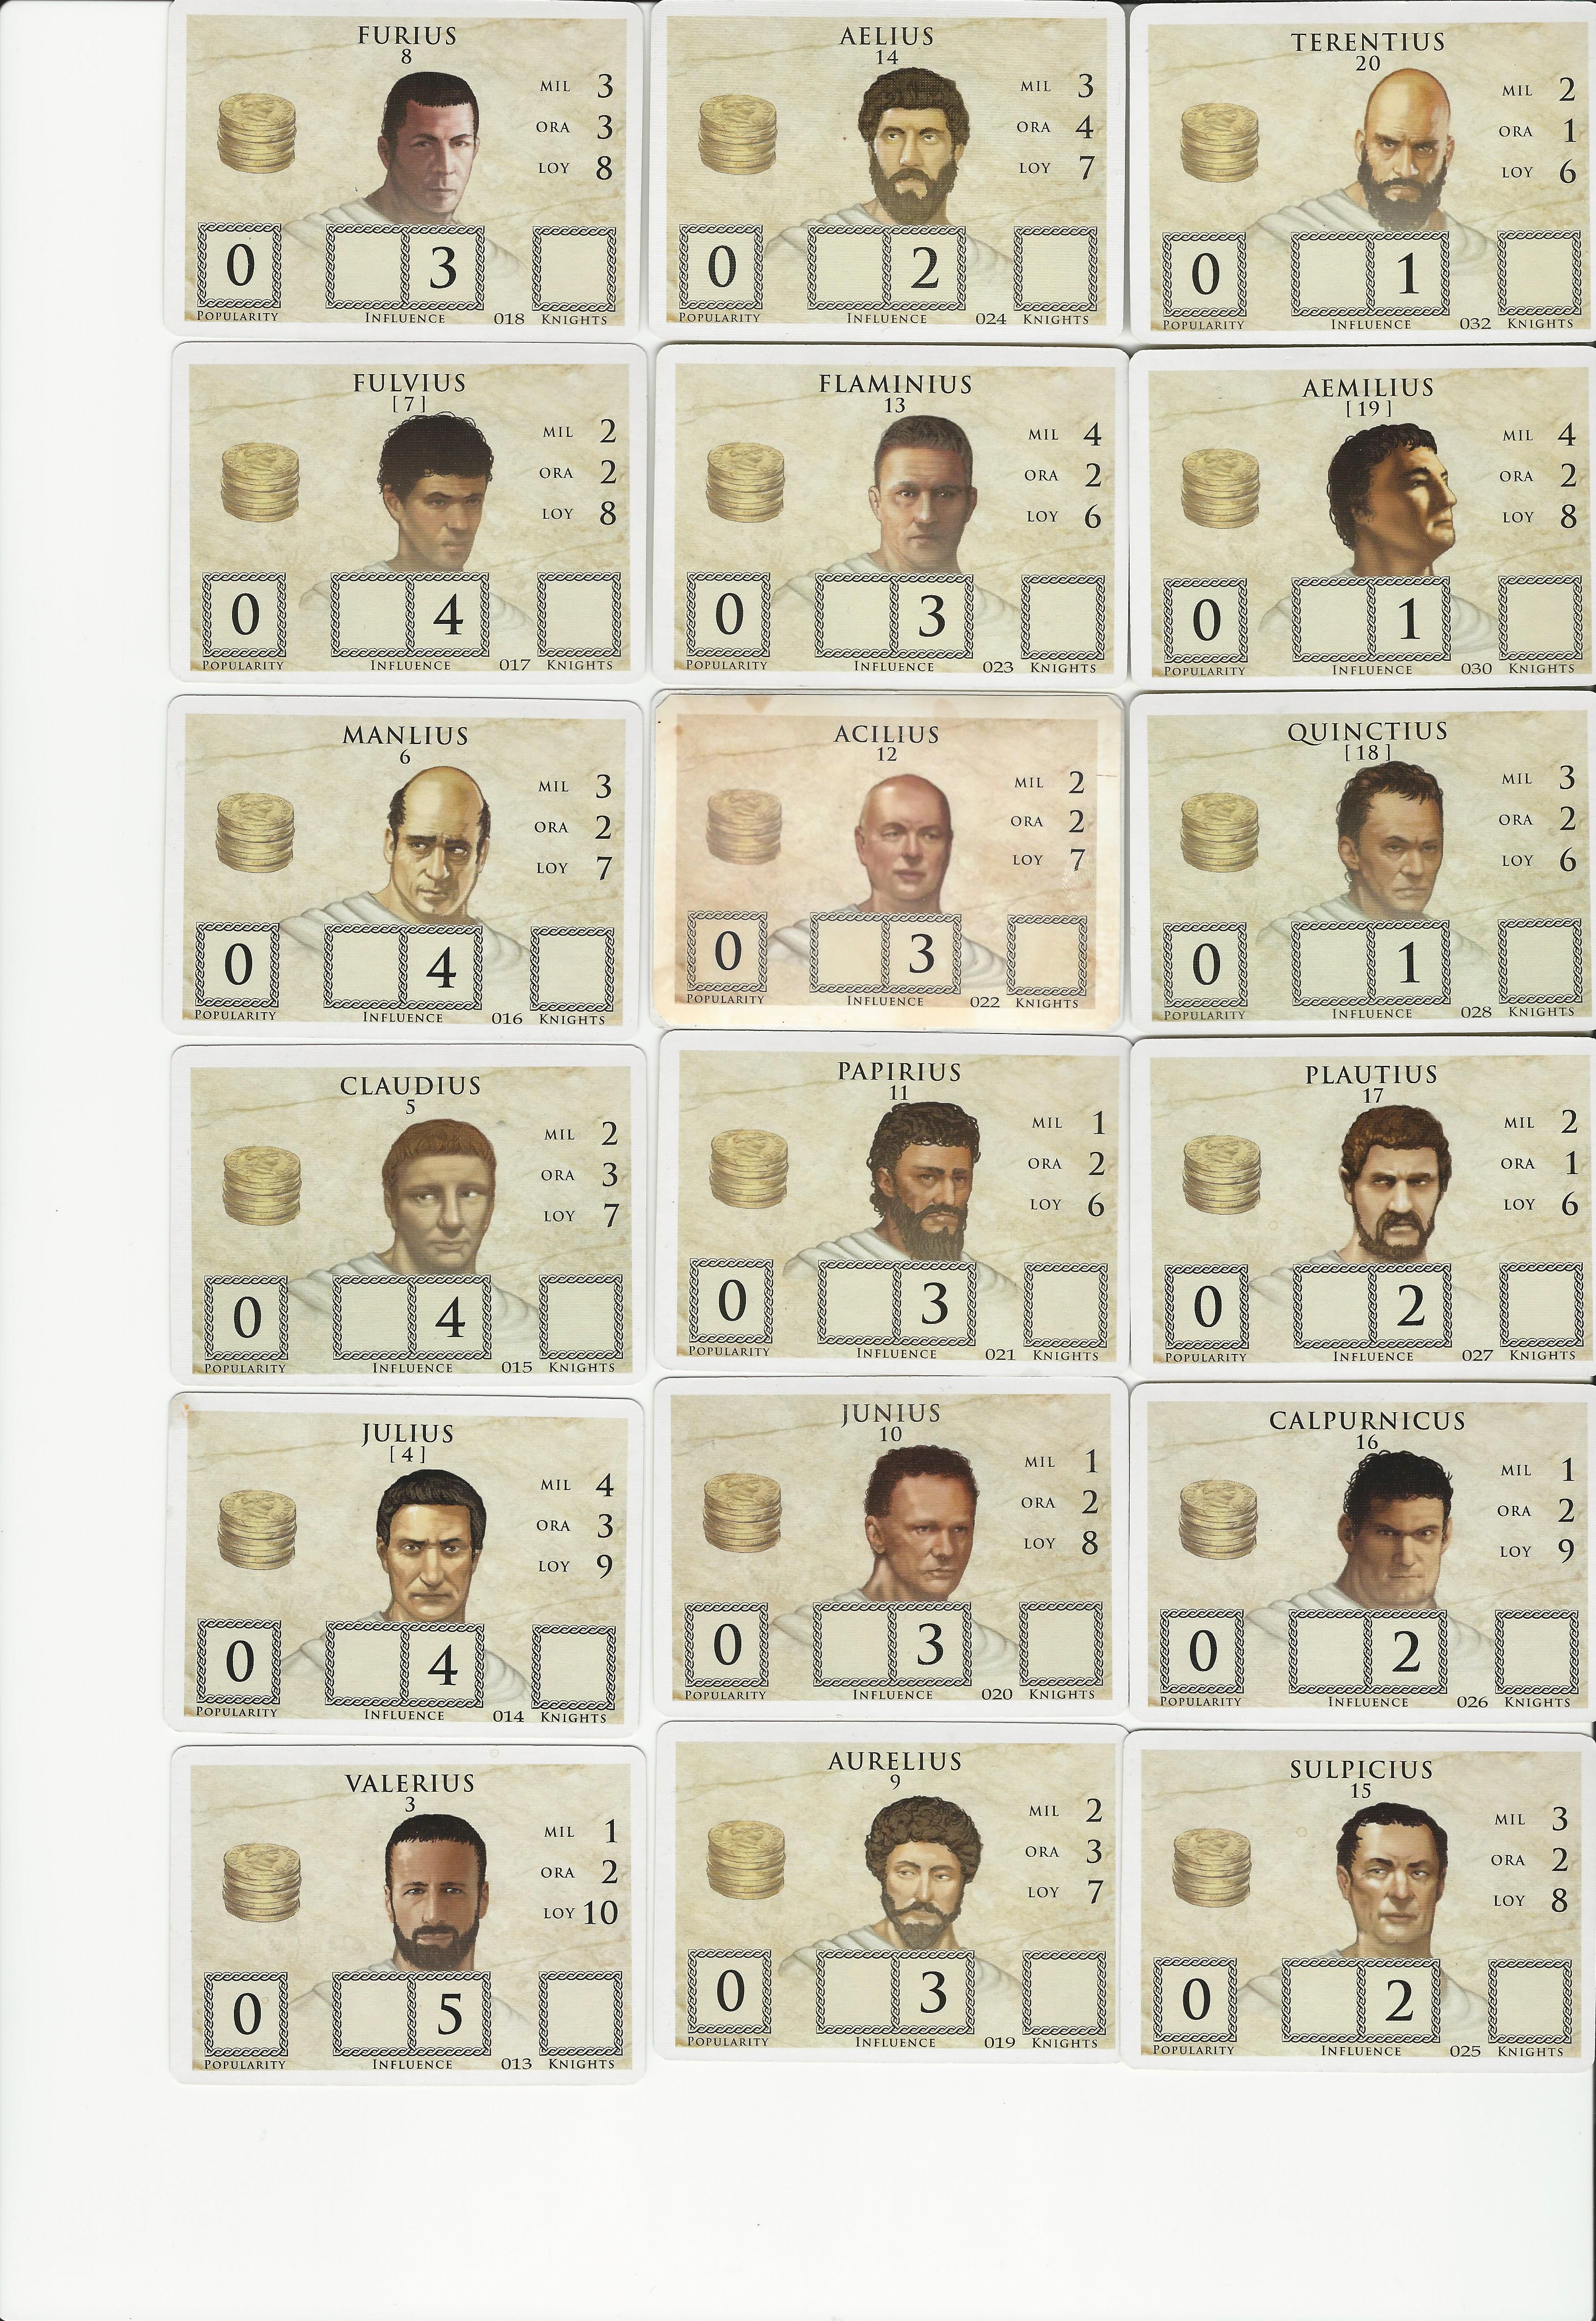 FURIUS
8
MIL 3
ORA 3
LOY 8
0 3
POPULARITY INFLUENCE 018 KNIGHTS
AELIUS
14
MIL 3
ORA 4
LOY 7
0 2
POPULARITY INFLUENCE 024 KNIGHTS
TERENTIUS
20
MIL 2
ORA 1
LOY 6
0 1
POPULARITY INFLUENCE 032 KNIGHTS
FULVIUS
[7]
MIL 2
ORA 2
LOY 8
0 4
POPULARITY INFLUENCE 017 KNIGHTS
FLAMINIUS
13
MIL 4
ORA 2
LOY 6
0 3
POPULARITY INFLUENCE 023 KNIGHTS
AEMILIUS
[19]
MIL 4
ORA 2
LOY 8
0 1
POPULARITY INFLUENCE 030 KNIGHTS
MANLIUS
6
MIL 3
ORA 2
LOY 7
0 4
POPULARITY INFLUENCE 016 KNIGHTS
ACILIUS
12
MIL 2
ORA 2
LOY 7
0 3
POPULARITY INFLUENCE 022 KNIGHTS
QUINCTIUS
[18]
MIL 3
ORA 2
LOY 6
0 1
POPULARITY INFLUENCE 028 KNIGHTS
CLAUDIUS
5
MIL 2
ORA 3
LOY 7
0 4
POPULARITY INFLUENCE 015 KNIGHTS
PAPIRIUS
11
MIL 1
ORA 2
LOY 6
0 3
POPULARITY INFLUENCE 021 KNIGHTS
PLAUTIUS
17
MIL 2
ORA 1
LOY 6
0 2
POPULARITY INFLUENCE 027 KNIGHTS
JULIUS
[4]
MIL 4
ORA 3
LOY 9
0 4
POPULARITY INFLUENCE 014 KNIGHTS
JUNIUS
10
MIL 1
ORA 2
LOY 8
0 3
POPULARITY INFLUENCE 020 KNIGHTS
CALPURNICUS
16
MIL 1
ORA 2
LOY 9
0 2
POPULARITY INFLUENCE 026 KNIGHTS
VALERIUS
3
MIL 1
ORA 2
LOY 10
0 5
POPULARITY INFLUENCE 013 KNIGHTS
AURELIUS
9
MIL 2
ORA 3
LOY 7
0 3
POPULARITY INFLUENCE 019 KNIGHTS
SULPICIUS
15
MIL 3
ORA 2
LOY 8
0 2
POPULARITY INFLUENCE 025 KNIGHTS